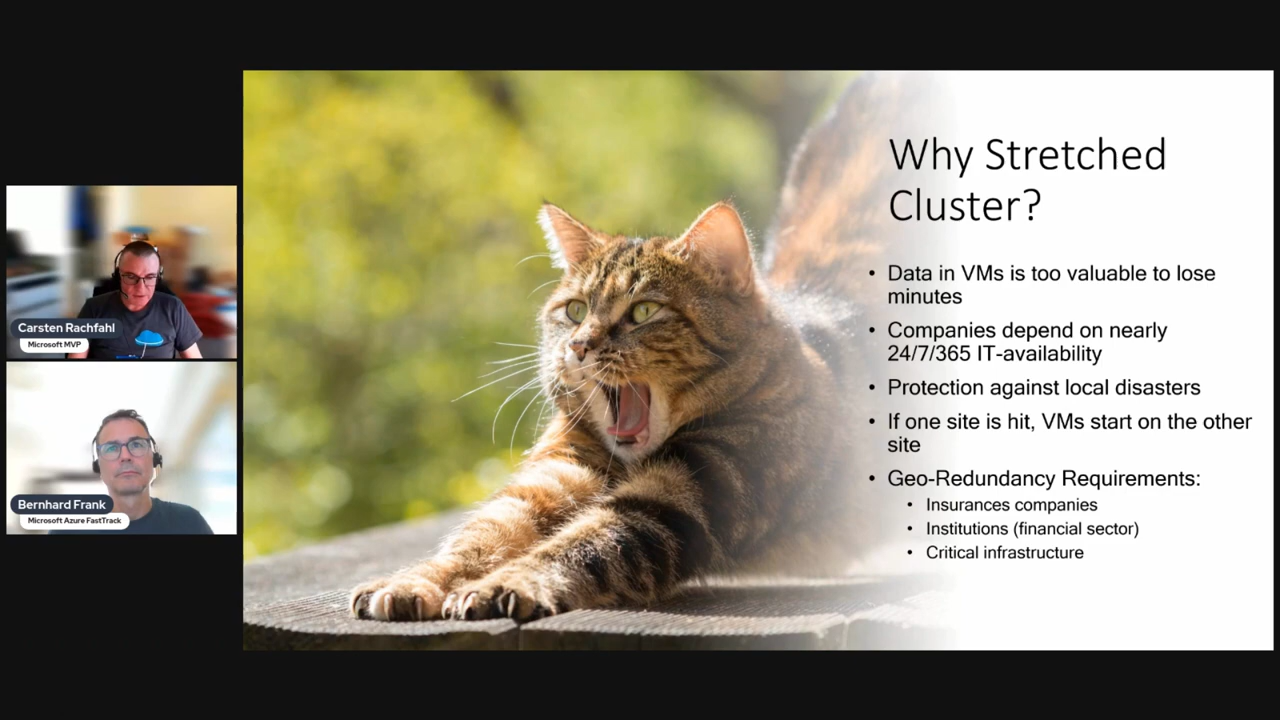 Carsten Rachfahl
Microsoft MVP
Bernhard Frank
Microsoft Azure FastTrack
Why Stretched
Cluster?
• Data in VMs is too valuable to lose
minutes
• Companies depend on nearly
24/7/365 IT-availability
• Protection against local disasters
• If one site is hit, VMs start on the other
site
• Geo-Redundancy Requirements:
• Insurances companies
• Institutions (financial sector)
• Critical infrastructure